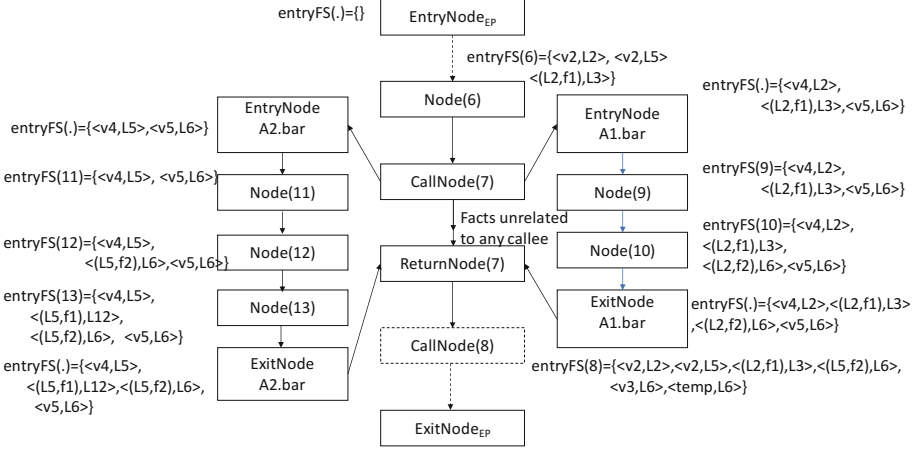 entryFS(.)={}
EntryNodeEP
entryFS(6)={<v2,L2>, <v2,L5>
<(L2,f1),L3>}
Node(6)
entryFS(.)={<v4,L2>,
<(L2,f1),L3>,<v5,L6>}
EntryNode
A2.bar
EntryNode
A1.bar
entryFS(.)={<v4,L5>,<v5,L6>}
entryFS(11)={<v4,L5>, <v5,L6>}
Node(11)
CallNode(7)
Node(9)
entryFS(9)={<v4,L2>,
<(L2,f1),L3>,<v5,L6>}
Facts unrelated
to any callee
entryFS(12)={<v4,L5>,
<(L5,f2),L6>,<v5,L6>}
Node(12)
ReturnNode(7)
Node(10)
entryFS(10)={<v4,L2>,
<(L2,f1),L3>,
<(L2,f2),L6>,<v5,L6>}
entryFS(13)={<v4,L5>,
<(L5,f1),L12>,
<(L5,f2),L6>, <v5,L6>}
Node(13)
ExitNode
A1.bar
entryFS(.)={<v4,L2>,<(L2,f1),L3>
,<(L2,f2),L6>,<v5,L6>}
CallNode(8)
entryFS(.)={<v4,L5>,
<(L5,f1),L12>,<(L5,f2),L6>,
<v5,L6>}
ExitNode
A2.bar
entryFS(8)={<v2,L2>,<v2,L5>,<(L2,f1),L3>,<(L5,f2),L6>,
<v3,L6>,<temp,L6>}
ExitNodeEP